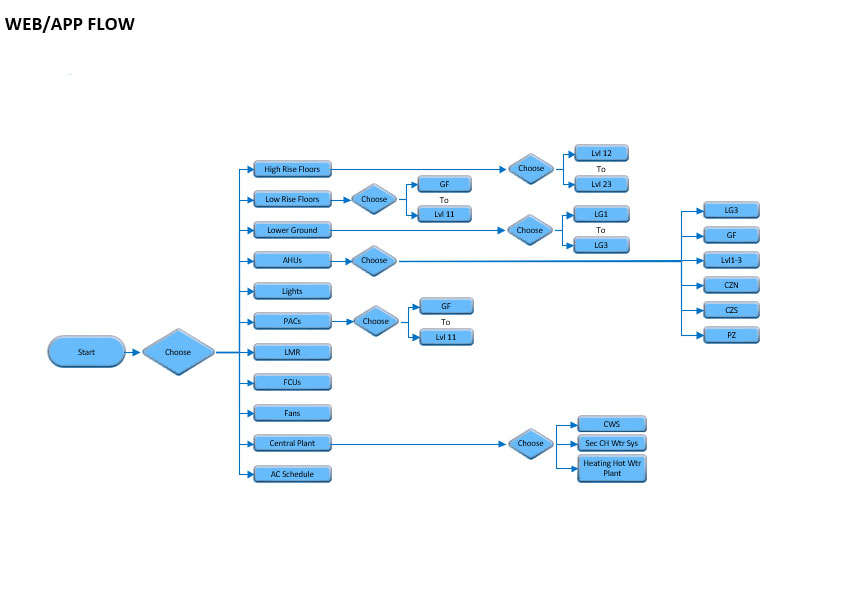 WEB/APP FLOW
Start
Choose
High Rise Floors
Choose
Lvl 12
To
Lvl 23
Low Rise Floors
Choose
GF
To
Lvl 11
Lower Ground
Choose
LG1
To
LG3
AHUs
Choose
LG3
GF
Lvl1-3
CZN
CZS
PZ
Lights
PACs
Choose
GF
To
Lvl 11
LMR
FCUs
Fans
Central Plant
Choose
CWS
Sec CH Wtr Sys
Heating Hot Wtr
Plant
AC Schedule